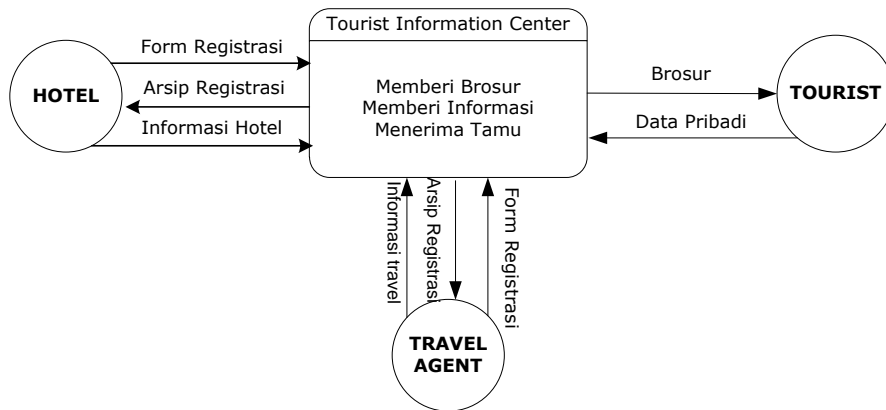 Tourist Information Center
Form Registrasi
Arsip Registrasi
Informasi Hotel
HOTEL
Memberi Brosur
Memberi Informasi
Menerima Tamu
Brosur
Data Pribadi
TOURIST
Informasi travel
Arsip Registrasi
Form Registrasi
TRAVEL
AGENT